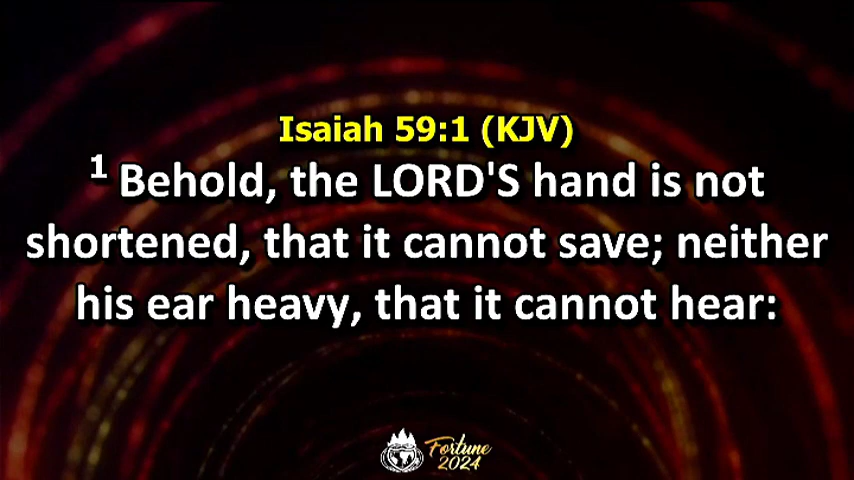 Isaiah 59:1 (KJV)
1 Behold, the LORD'S hand is not
shortened, that it cannot save; neither
his ear heavy, that it cannot hear:
Fortune
2024